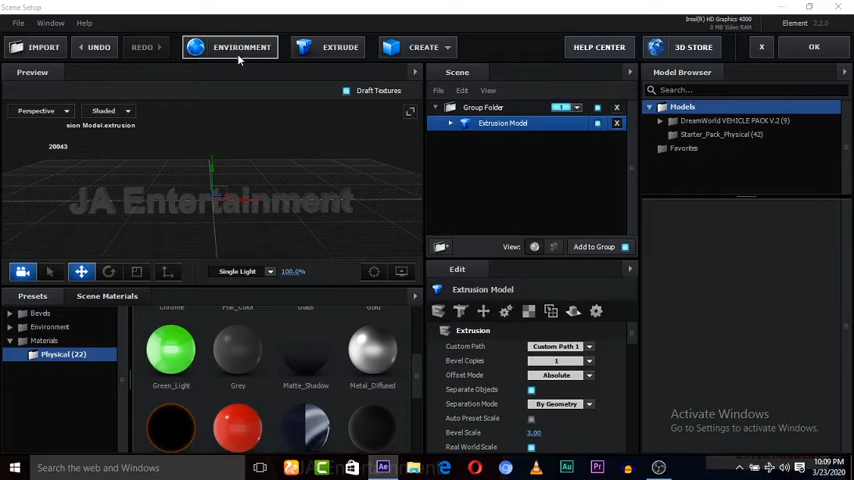 Scene Setup
File Window Help
Intel(R) HD Graphics 4000
Element 2.2.0
IMPORT UNDO REDO ENVIRONMENT EXTRUDE CREATE HELP CENTER 3D STORE X OK
Preview
Draft Textures
Perspective Shaded
sion Model.extrusion
20043
Y
JA Entertainment
Single Light 100.0%
Scene
File Edit View
Group Folder 1 X
Extrusion Model X
View: Add to Group
Model Browser
Search...
Models
DreamWorld VEHICLE PACK V.2 (9)
Starter_Pack_Physical (42)
Favorites
Presets Scene Materials
Bevels
Environment
Materials
Physical (22)
Chrome Glass Gold
Green_Light Grey Matte_Shadow Metal_Diffused
Edit
Extrusion Model
Extrusion
Custom Path Custom Path 1
Bevel Copies 1
Offset Mode Absolute
Separate Objects
Separation Mode By Geometry
Auto Preset Scale
Bevel Scale 3.00
Real World Scale
Activate Windows
Go to Settings to activate Windows.
Search the web and Windows
10:09 PM
3/23/2020